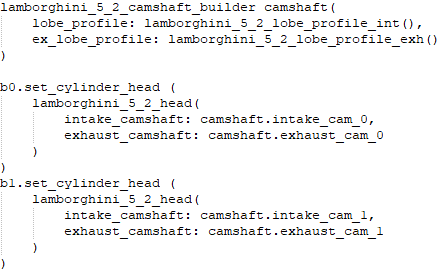 lamborghini_5_2_camshaft_builder camshaft(
    lobe_profile: lamborghini_5_2_lobe_profile_int(),
    ex_lobe_profile: lamborghini_5_2_lobe_profile_exh()
)
b0.set_cylinder_head (
    lamborghini_5_2_head(
        intake_camshaft: camshaft.intake_cam_0,
        exhaust_camshaft: camshaft.exhaust_cam_0
    )
)
b1.set_cylinder_head (
    lamborghini_5_2_head(
        intake_camshaft: camshaft.intake_cam_1,
        exhaust_camshaft: camshaft.exhaust_cam_1
    )
)